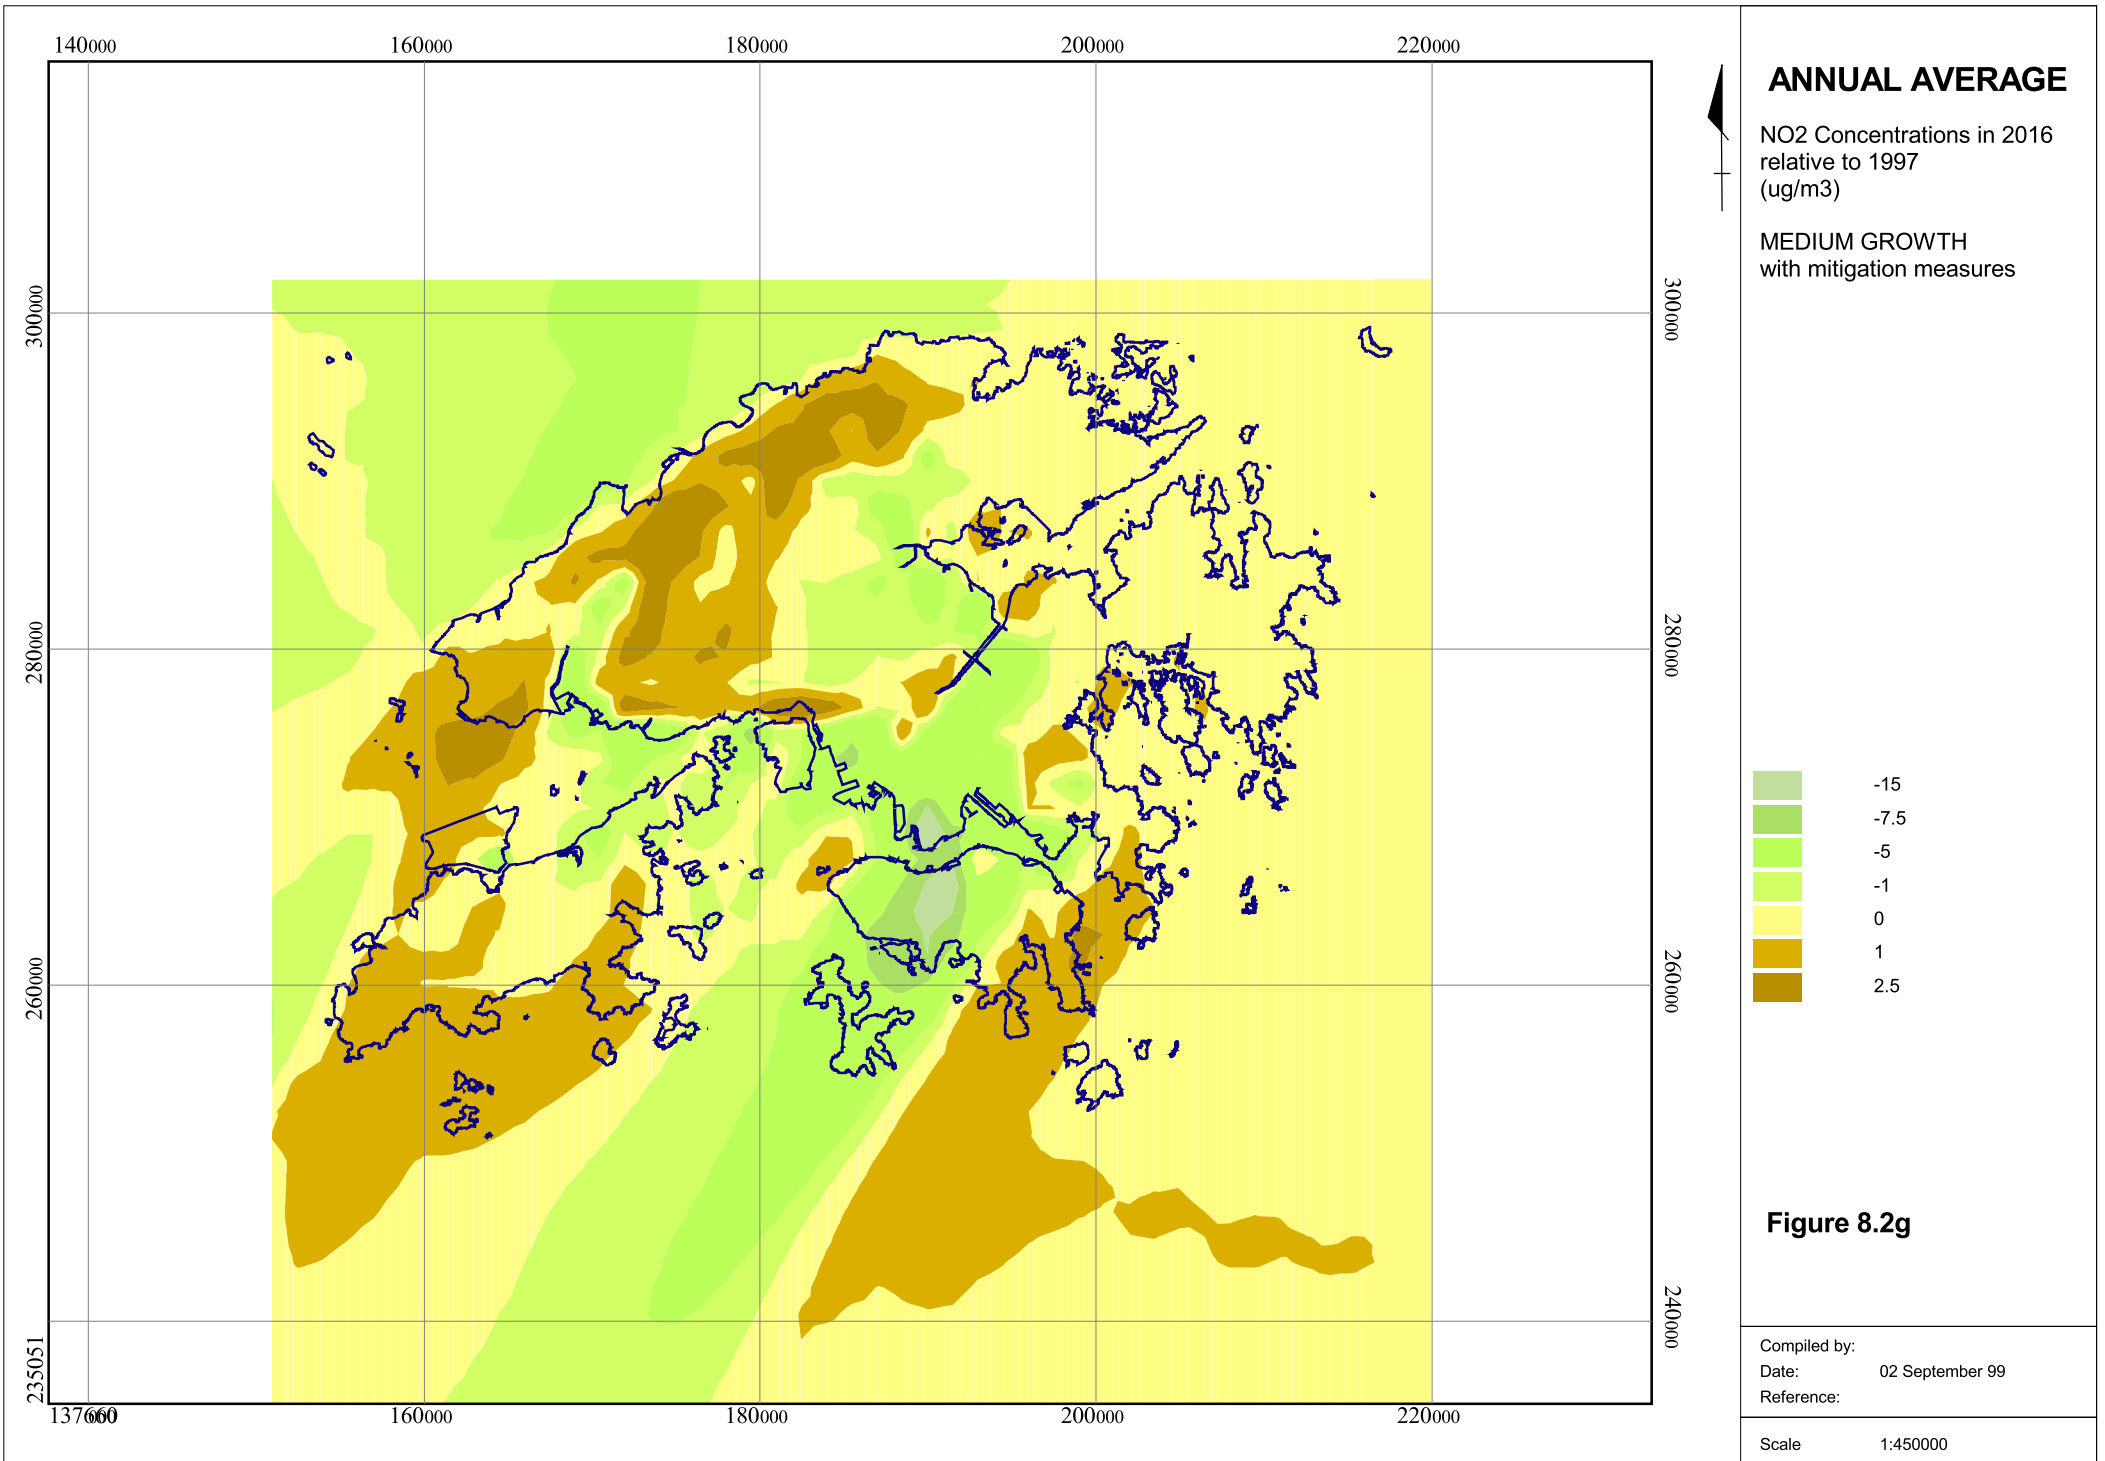 140000 160000 180000 200000 220000
300000
280000
260000
235051
300000
280000
260000
240000
137660 160000 180000 200000 220000
ANNUAL AVERAGE
NO2 Concentrations in 2016
relative to 1997
(ug/m3)
MEDIUM GROWTH
with mitigation measures
-15
-7.5
-5
-1
0
1
2.5
Figure 8.2g
Compiled by:
Date: 02 September 99
Reference:
Scale 1:450000